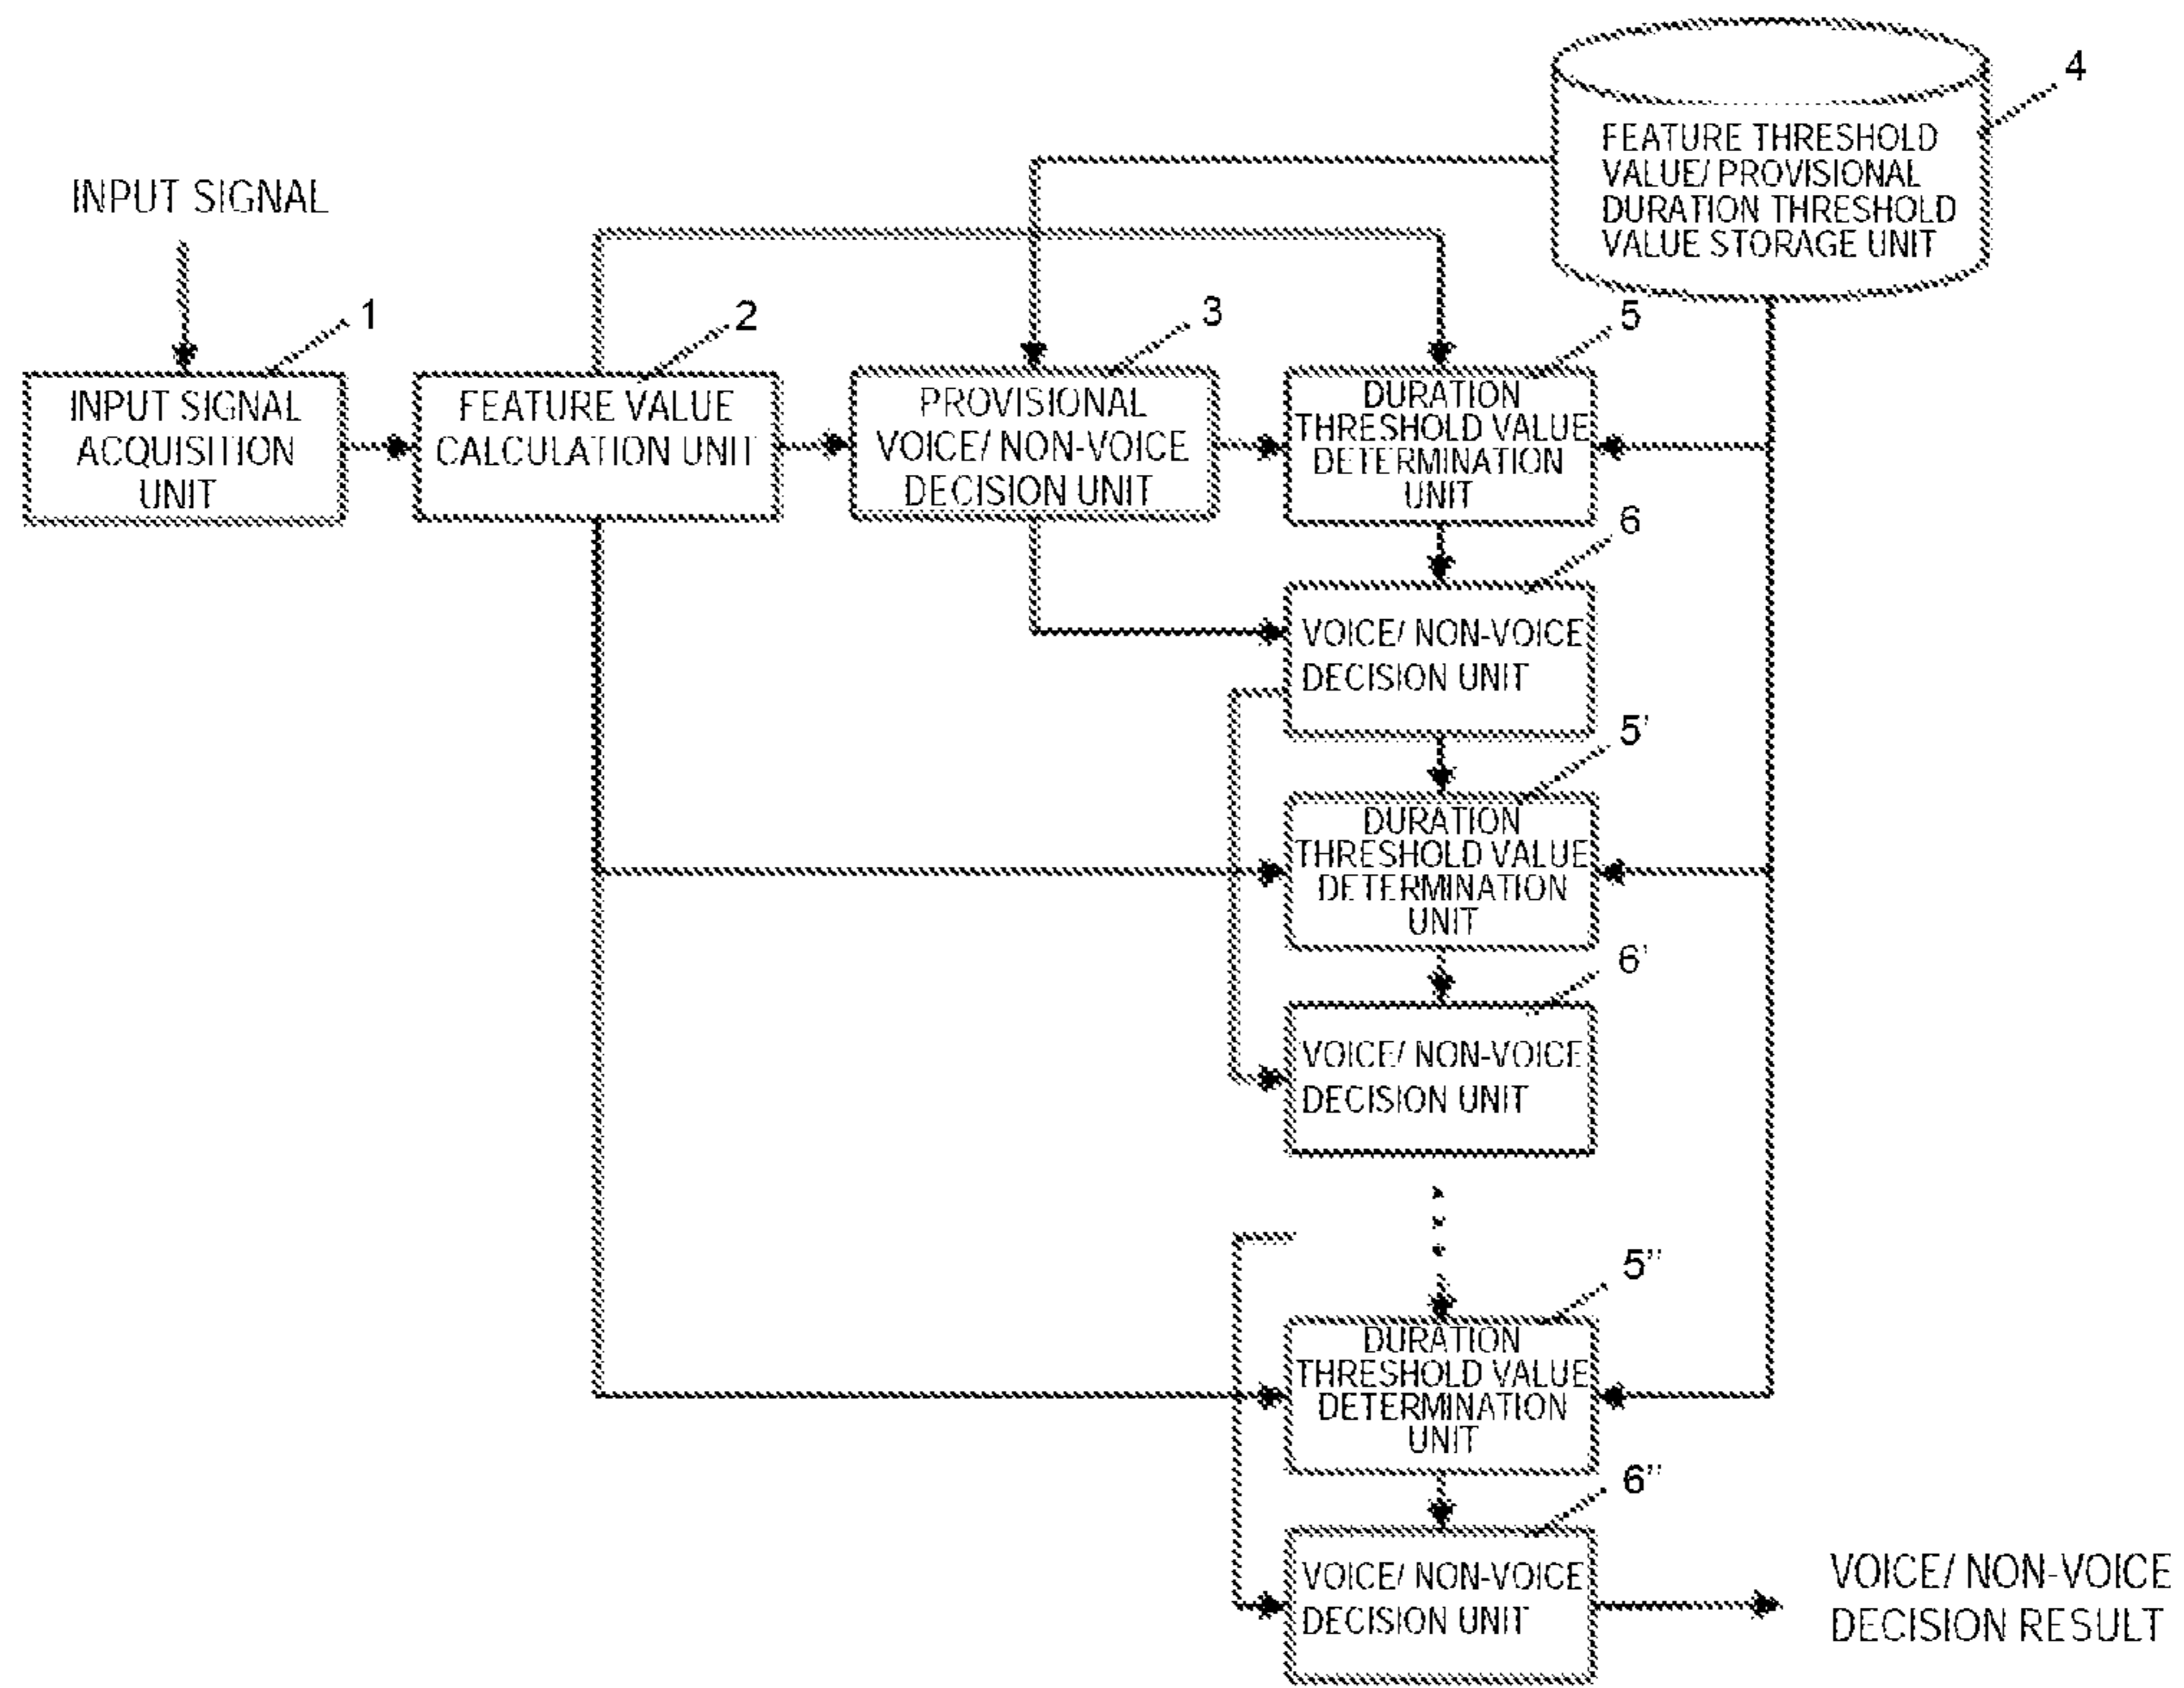 4
FEATURE THRESHOLD
VALUE/ PROVISIONAL
DURATION THRESHOLD
VALUE STORAGE UNIT
INPUT SIGNAL
1
INPUT SIGNAL
ACQUISITION
UNIT
2
FEATURE VALUE
CALCULATION UNIT
3
PROVISIONAL
VOICE/ NON-VOICE
DECISION UNIT
5
DURATION
THRESHOLD VALUE
DETERMINATION
UNIT
6
VOICE/ NON-VOICE
DECISION UNIT
5'
DURATION
THRESHOLD VALUE
DETERMINATION
UNIT
6'
VOICE/ NON-VOICE
DECISION UNIT
5''
DURATION
THRESHOLD VALUE
DETERMINATION
UNIT
6''
VOICE/ NON-VOICE
DECISION UNIT
VOICE/ NON-VOICE
DECISION RESULT